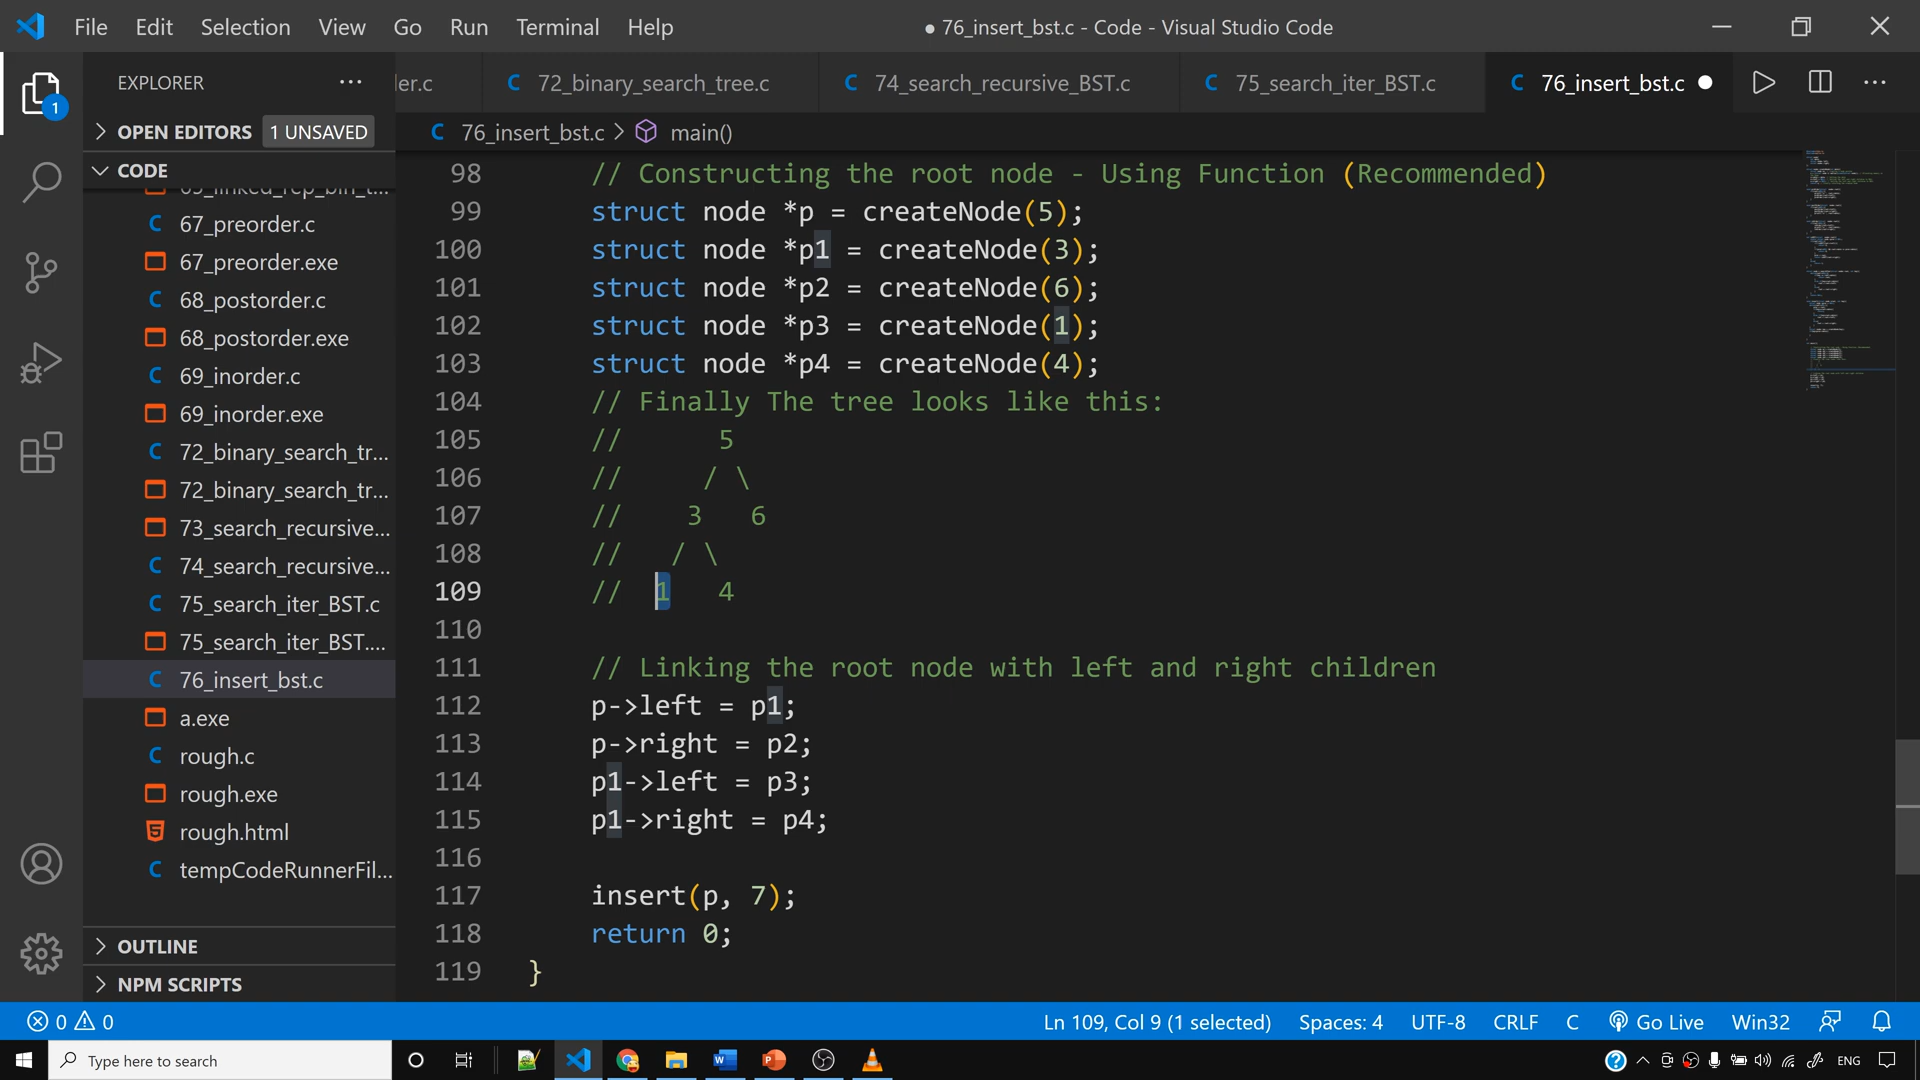 File Edit Selection View Go Run Terminal Help
● 76_insert_bst.c - Code - Visual Studio Code
EXPLORER
OPEN EDITORS 1 UNSAVED
CODE
67_preorder.c
67_preorder.exe
68_postorder.c
68_postorder.exe
69_inorder.c
69_inorder.exe
72_binary_search_tr...
72_binary_search_tr...
73_search_recursive...
74_search_recursive...
75_search_iter_BST.c
75_search_iter_BST....
76_insert_bst.c
a.exe
rough.c
rough.exe
rough.html
tempCodeRunnerFil...
OUTLINE
NPM SCRIPTS
der.c 72_binary_search_tree.c 74_search_recursive_BST.c 75_search_iter_BST.c 76_insert_bst.c
76_insert_bst.c > main()
98 // Constructing the root node - Using Function (Recommended)
99 struct node *p = createNode(5);
100 struct node *p1 = createNode(3);
101 struct node *p2 = createNode(6);
102 struct node *p3 = createNode(1);
103 struct node *p4 = createNode(4);
104 // Finally The tree looks like this:
105 //      5
106 //     / \
107 //    3   6
108 //   / \
109 //  1   4
110
111 // Linking the root node with left and right children
112 p->left = p1;
113 p->right = p2;
114 p1->left = p3;
115 p1->right = p4;
116
117 insert(p, 7);
118 return 0;
119 }
0 0 Ln 109, Col 9 (1 selected) Spaces: 4 UTF-8 CRLF C Go Live Win32
Type here to search
ENG